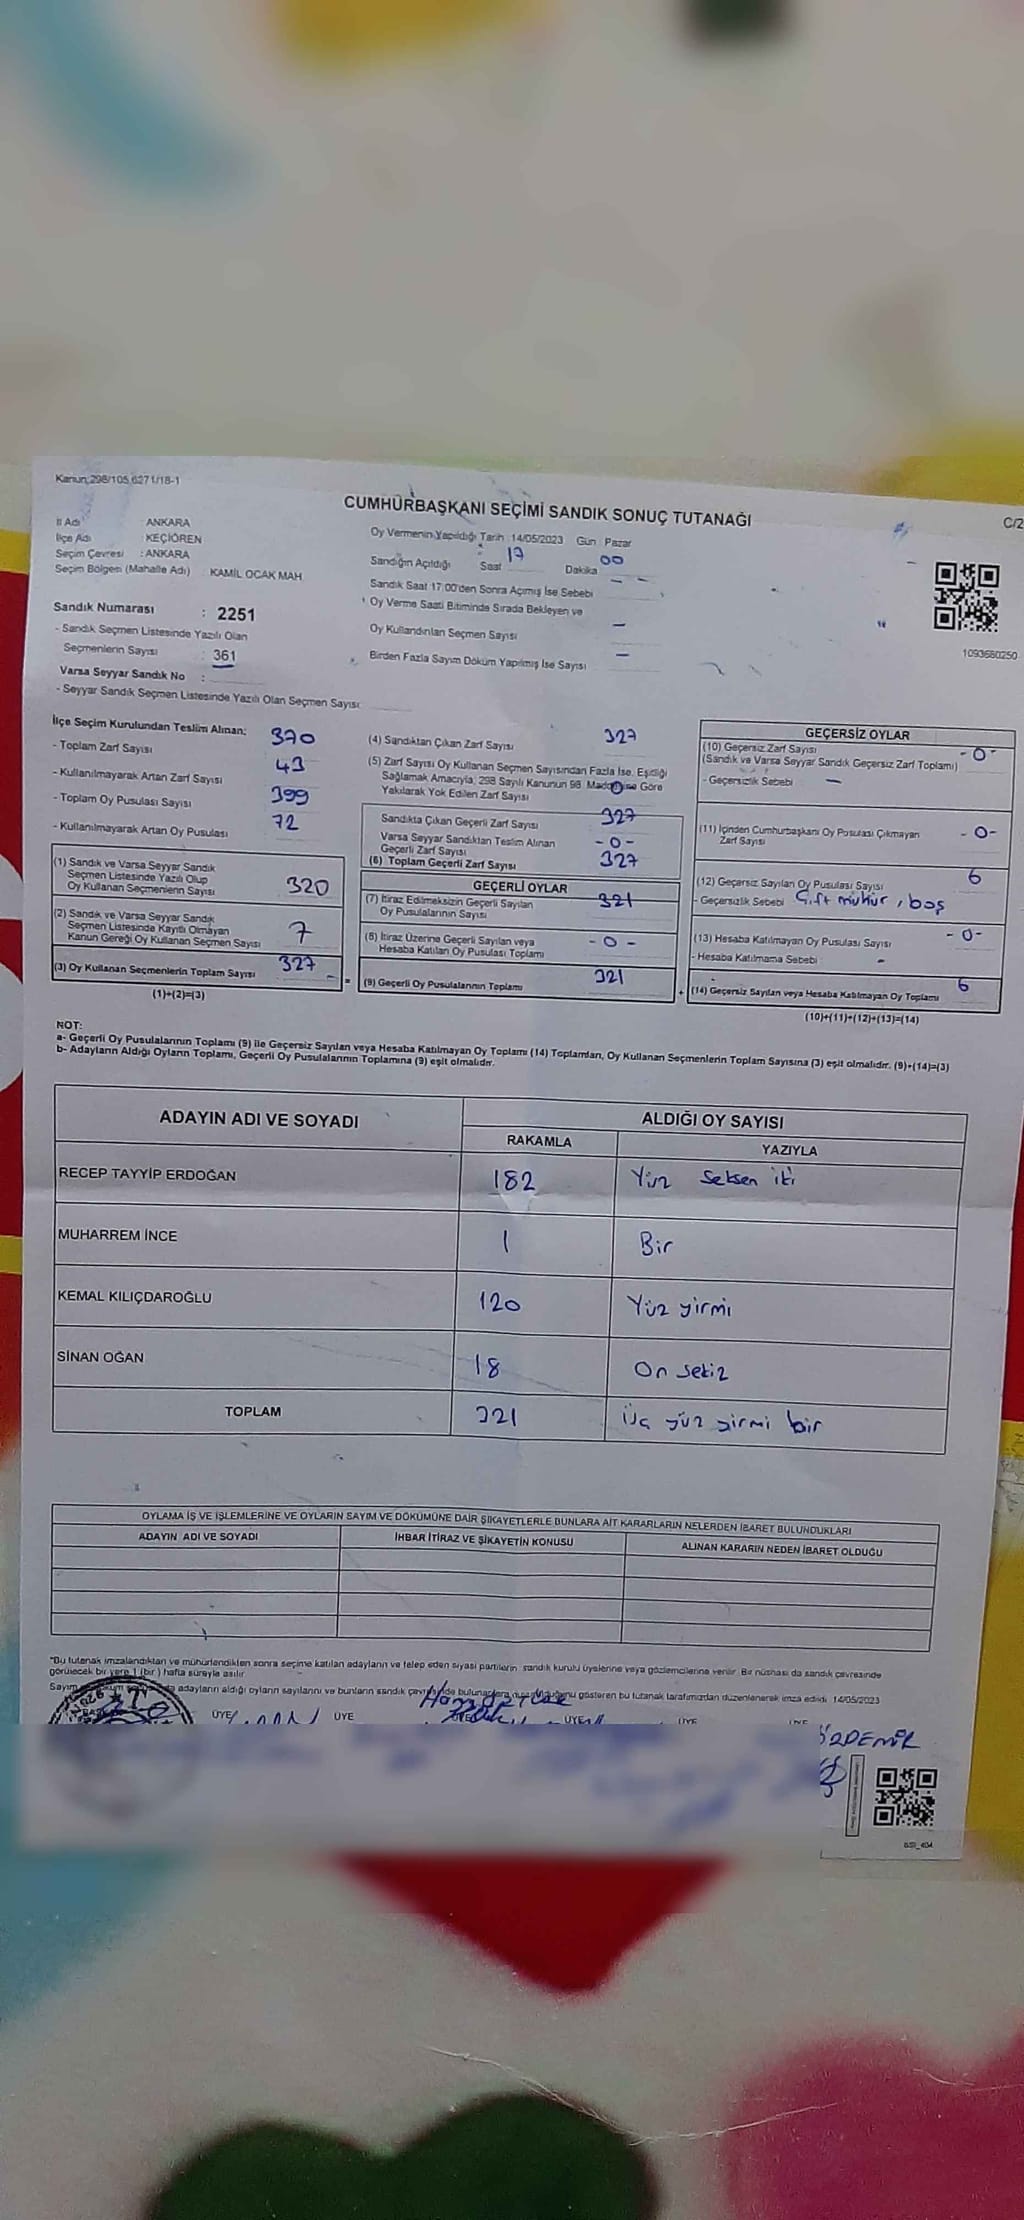 Kanun; 298/105, 6271/18-1
CUMHURBAŞKANI SEÇİMİ SANDIK SONUÇ TUTANAĞI
C/2
İl Adı : ANKARA
İlçe Adı : KEÇİÖREN
Seçim Çevresi : ANKARA
Seçim Bölgesi (Mahalle Adı) : KAMİL OCAK MAH.
Sandık Numarası : 2251
- Sandık Seçmen Listesinde Yazılı Olan
Seçmenlerin Sayısı : 361
Varsa Seyyar Sandık No :
- Seyyar Sandık Seçmen Listesinde Yazılı Olan Seçmen Sayısı:
Oy Vermenin Yapıldığı Tarih : 14/05/2023 Gün : Pazar
Sandığın Açıldığı Saat 17 Dakika 00
Sandık Saat 17:00'den Sonra Açılmış İse Sebebi —
Oy Verme Saati Bitiminde Sırada Bekleyen ve
Oy Kullandırılan Seçmen Sayısı —
Birden Fazla Sayım Döküm Yapılmış İse Sayısı —
1093680250
İlçe Seçim Kurulundan Teslim Alınan;
- Toplam Zarf Sayısı 370
- Kullanılmayarak Artan Zarf Sayısı 43
- Toplam Oy Pusulası Sayısı 399
- Kullanılmayarak Artan Oy Pusulası 72
(1) Sandık ve Varsa Seyyar Sandık
Seçmen Listesinde Yazılı Olup
Oy Kullanan Seçmenlerin Sayısı 320
(2) Sandık ve Varsa Seyyar Sandık
Seçmen Listesinde Kayıtlı Olmayan
Kanun Gereği Oy Kullanan Seçmen Sayısı 7
(3) Oy Kullanan Seçmenlerin Toplam Sayısı 327
(1)+(2)=(3)
(4) Sandıktan Çıkan Zarf Sayısı 327
(5) Zarf Sayısı Oy Kullanan Seçmen Sayısından Fazla İse, Eşitliği
Sağlamak Amacıyla; 298 Sayılı Kanunun 98. Maddesine Göre
Yakılarak Yok Edilen Zarf Sayısı 0
Sandıkta Çıkan Geçerli Zarf Sayısı 327
Varsa Seyyar Sandıktan Teslim Alınan
Geçerli Zarf Sayısı -0-
(6) Toplam Geçerli Zarf Sayısı 327
GEÇERLİ OYLAR
(7) İtiraz Edilmeksizin Geçerli Sayılan
Oy Pusulalarının Sayısı 321
(8) İtiraz Üzerine Geçerli Sayılan veya
Hesaba Katılan Oy Pusulası Toplamı -0-
(9) Geçerli Oy Pusulalarının Toplamı 321
GEÇERSİZ OYLAR
(10) Geçersiz Zarf Sayısı -0-
(Sandık ve Varsa Seyyar Sandık Geçersiz Zarf Toplamı)
- Geçersizlik Sebebi : —
(11) İçinden Cumhurbaşkanı Oy Pusulası Çıkmayan
Zarf Sayısı -0-
(12) Geçersiz Sayılan Oy Pusulası Sayısı 6
- Geçersizlik Sebebi : Çift mühür, boş
(13) Hesaba Katılmayan Oy Pusulası Sayısı -0-
- Hesaba Katılmama Sebebi : -
(14) Geçersiz Sayılan veya Hesaba Katılmayan Oy Toplamı 6
(10)+(11)+(12)+(13)=(14)
NOT:
a- Geçerli Oy Pusulalarının Toplamı (9) ile Geçersiz Sayılan veya Hesaba Katılmayan Oy Toplamı (14) Toplamları, Oy Kullanan Seçmenlerin Toplam Sayısına (3) eşit olmalıdır. (9)+(14)=(3)
b- Adayların Aldığı Oyların Toplamı, Geçerli Oy Pusulalarının Toplamına (9) eşit olmalıdır.
ADAYIN ADI VE SOYADI ALDIĞI OY SAYISI
RAKAMLA YAZIYLA
RECEP TAYYİP ERDOĞAN 182 Yüz Seksen iki
MUHARREM İNCE 1 Bir
KEMAL KILIÇDAROĞLU 120 Yüz yirmi
SİNAN OĞAN 18 On sekiz
TOPLAM 321 Üç yüz yirmi bir
OYLAMA İŞ VE İŞLEMLERİNE VE OYLARIN SAYIM VE DÖKÜMÜNE DAİR ŞİKAYETLERLE BUNLARA AİT KARARLARIN NELERDEN İBARET BULUNDUKLARI
ADAYIN ADI VE SOYADI İHBAR İTİRAZ VE ŞİKAYETİN KONUSU ALINAN KARARIN NEDEN İBARET OLDUĞU
"Bu tutanak imzalandıktan ve mühürlendikten sonra seçime katılan adayların ve talep eden siyasi partilerin sandık kurulu üyelerine veya gözlemcilerine verilir. Bir nüshası da sandık çevresinde
görülecek bir yere 1 (bir) hafta süreyle asılır.
Sayım adayların aldığı oyların sayılarını ve bunların sandık çevresinde gösteren bu tutanak tarafımızdan düzenlenerek imza edildi. 14/05/2023
ÜYE ÜYE ÜYE ÜYE ÜYE
ÖZDEMİR